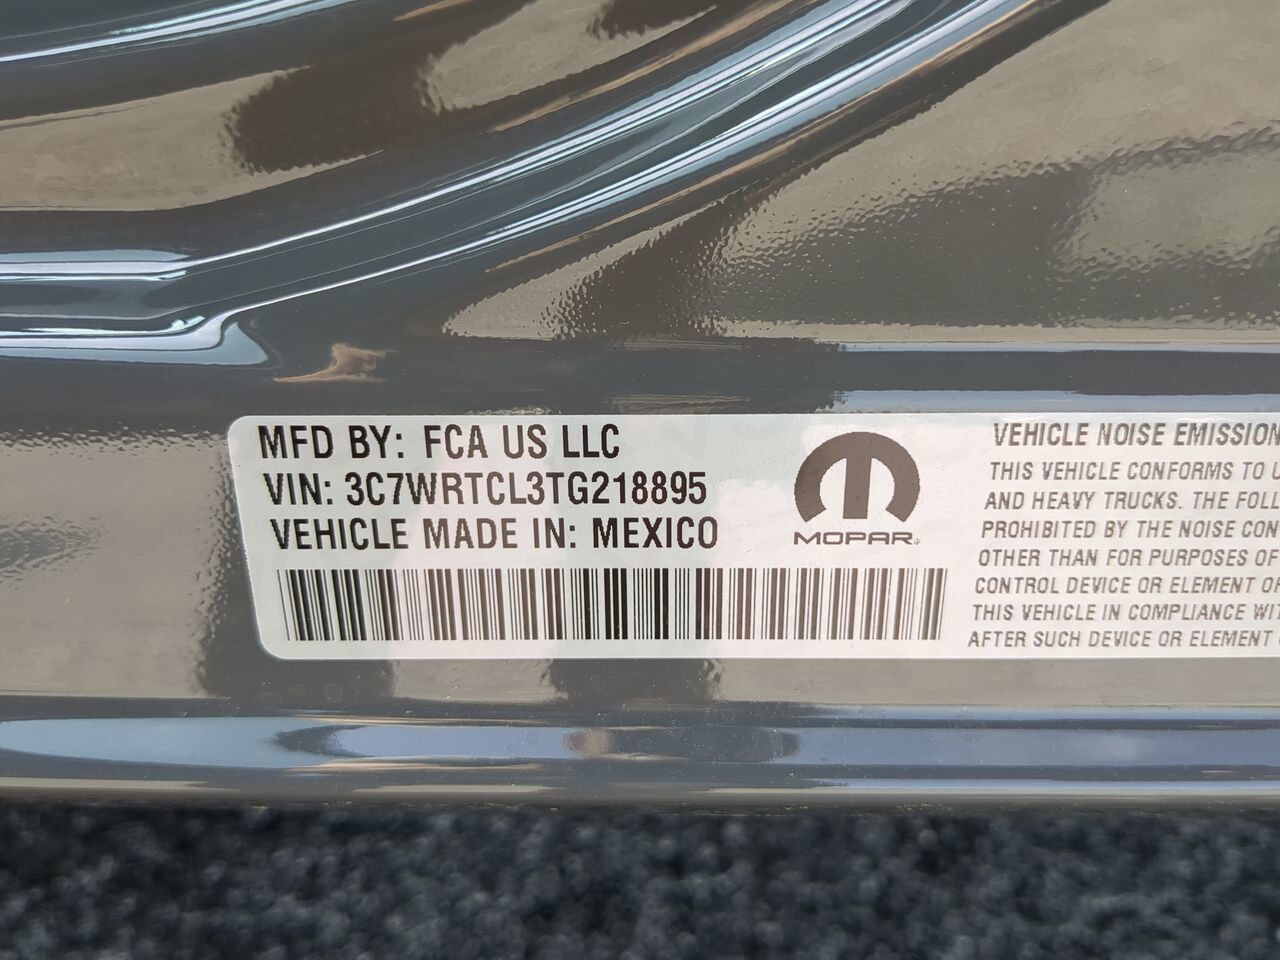 MFD BY: FCA US LLC
VIN: 3C7WRTCL3TG218895
VEHICLE MADE IN: MEXICO
MOPAR
VEHICLE NOISE EMISSION
THIS VEHICLE CONFORMS TO U
AND HEAVY TRUCKS. THE FOLL
PROHIBITED BY THE NOISE CON
OTHER THAN FOR PURPOSES OF
CONTROL DEVICE OR ELEMENT OF
THIS VEHICLE IN COMPLIANCE WIT
AFTER SUCH DEVICE OR ELEMENT